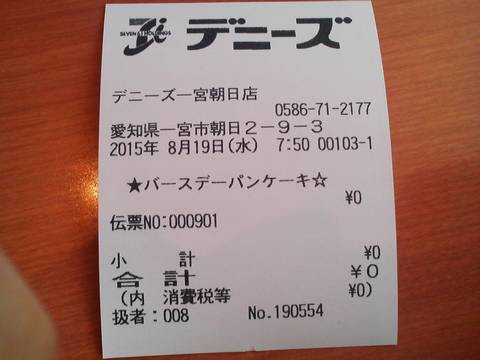 SEVEN & i HOLDINGS
デニーズ
デニーズ一宮朝日店
0586-71-2177
愛知県一宮市朝日2-9-3
2015年 8月19日(水) 7:50 00103-1
★バースデーパンケーキ☆
¥0
伝票NO:000901
小 計 ¥0
合 計 ¥0
(内 消費税等 ¥0)
扱者:008 No.190554